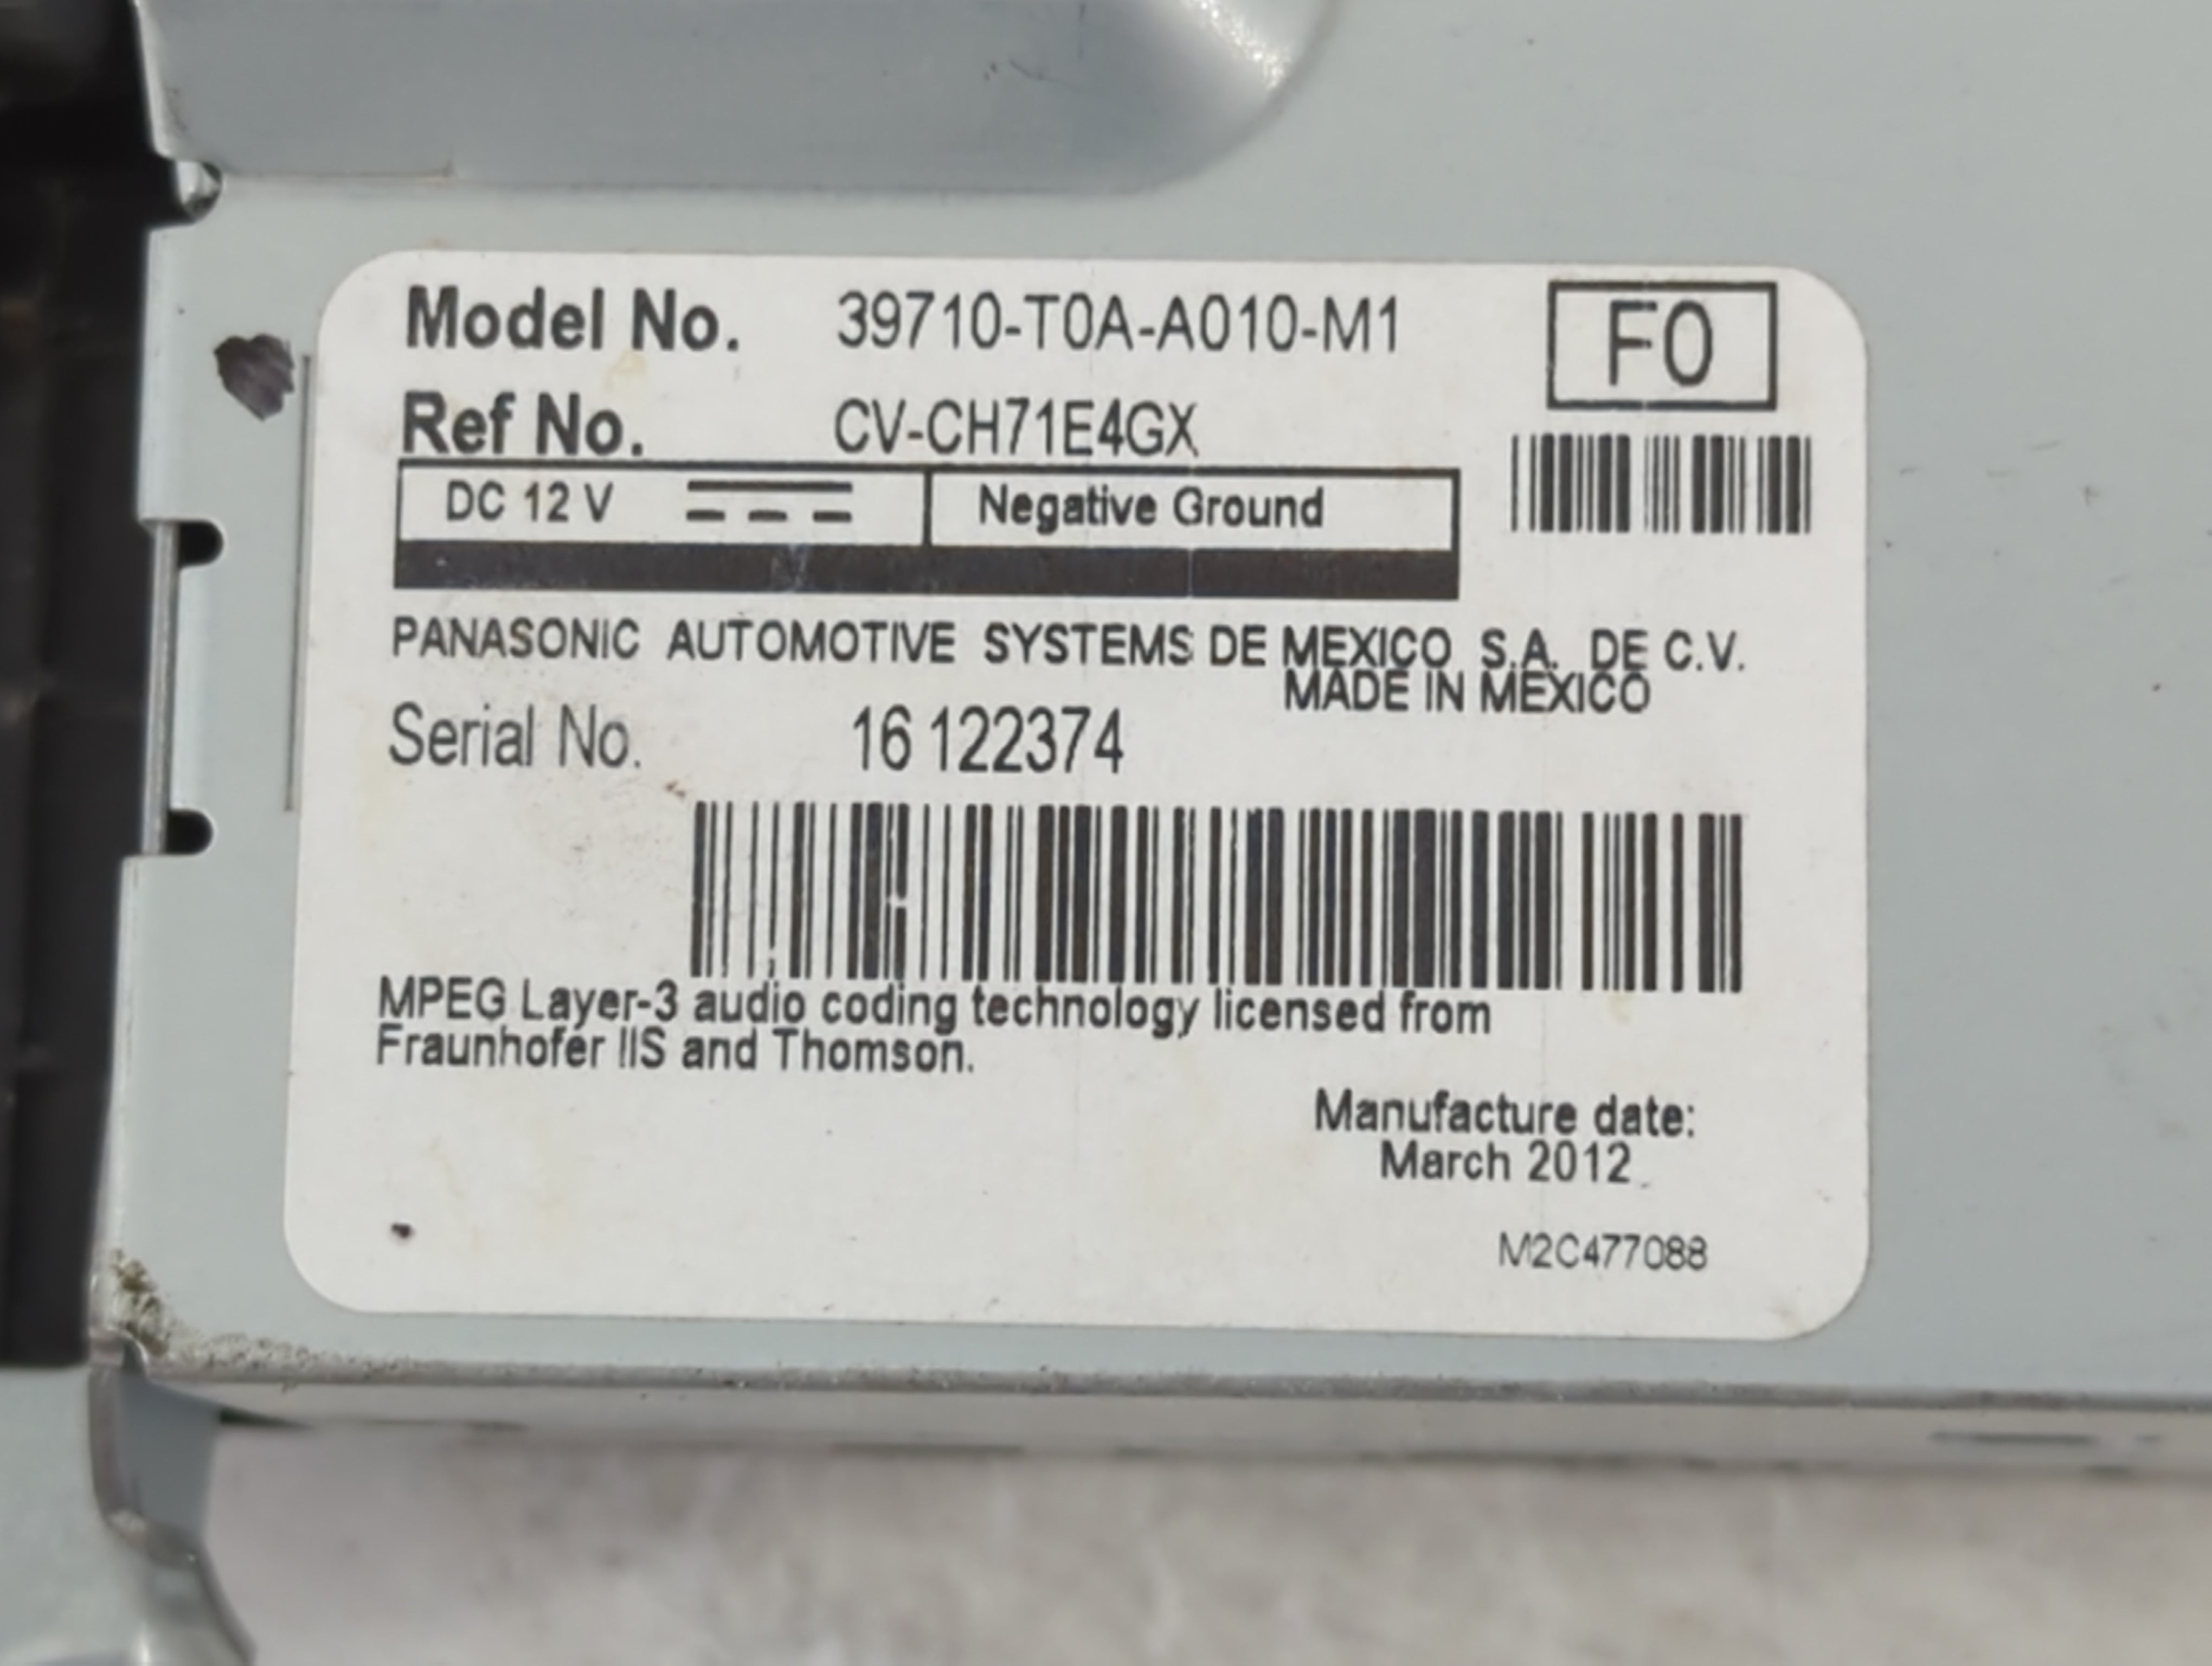 Model No. 39710-T0A-A010-M1
F0
Ref No. CV-CH71E4GX
DC 12 V Negative Ground
PANASONIC AUTOMOTIVE SYSTEMS DE MEXICO S.A. DE C.V.
MADE IN MEXICO
Serial No. 16 122374
MPEG Layer-3 audio coding technology licensed from
Fraunhofer IIS and Thomson.
Manufacture date:
March 2012
M2C477088